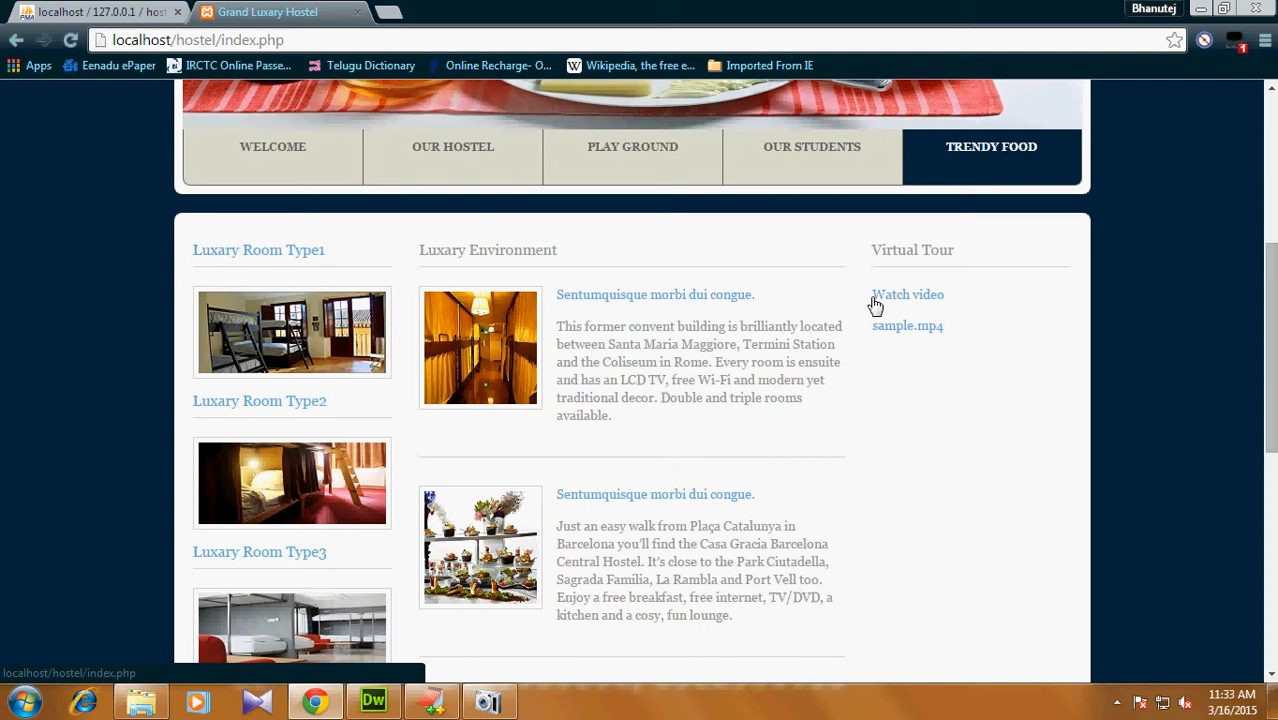 localhost / 127.0.0.1 / host
Grand Luxary Hostel
Bhanutej
localhost/hostel/index.php
Apps
Eenadu ePaper
IRCTC Online Passe...
Telugu Dictionary
Online Recharge- O...
Wikipedia, the free e...
Imported From IE
WELCOME
OUR HOSTEL
PLAY GROUND
OUR STUDENTS
TRENDY FOOD
Luxary Room Type1
Luxary Room Type2
Luxary Room Type3
Luxary Environment
Sentumquisque morbi dui congue.
This former convent building is brilliantly located
between Santa Maria Maggiore, Termini Station
and the Coliseum in Rome. Every room is ensuite
and has an LCD TV, free Wi-Fi and modern yet
traditional decor. Double and triple rooms
available.
Sentumquisque morbi dui congue.
Just an easy walk from Plaça Catalunya in
Barcelona you’ll find the Casa Gracia Barcelona
Central Hostel. It’s close to the Park Ciutadella,
Sagrada Familia, La Rambla and Port Vell too.
Enjoy a free breakfast, free internet, TV/DVD, a
kitchen and a cosy, fun lounge.
Virtual Tour
Watch video
sample.mp4
localhost/hostel/index.php
Dw
11:33 AM
3/16/2015